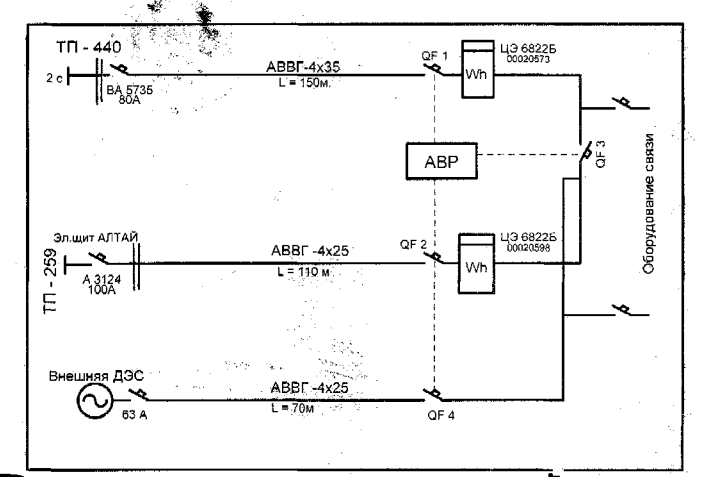 ТП - 440
2 с
ВА 5735
80А
АВВГ-4х35
L = 150м.
QF 1
ЦЭ 6822Б
00020573
Wh
АВР
QF 3
Оборудование связи
Эл.щит АЛТАЙ
ТП - 259
А 3124
100А
АВВГ -4х25
L = 110 м
QF 2
ЦЭ 6822Б
00020598
Wh
Внешняя ДЭС
63 А
АВВГ -4х25
L = 70м
QF 4